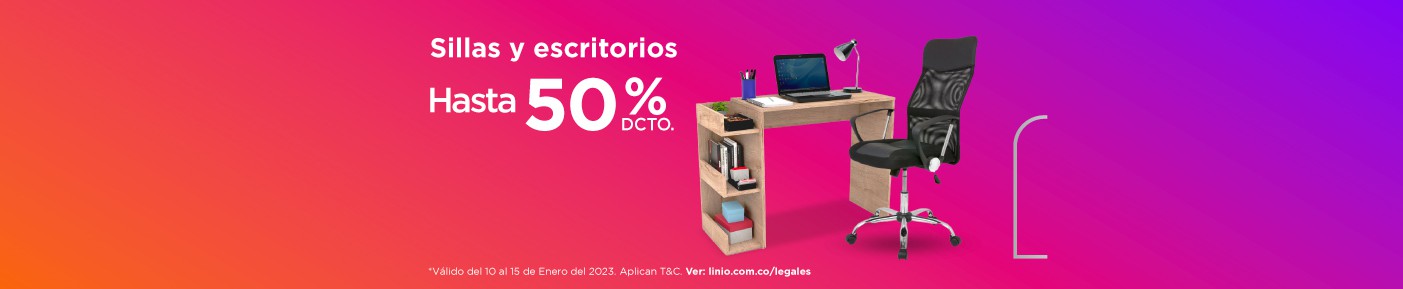 Sillas y escritorios
Hasta 50% DCTO.
*Válido del 10 al 15 de Enero del 2023. Aplican T&C. Ver: linio.com.co/legales